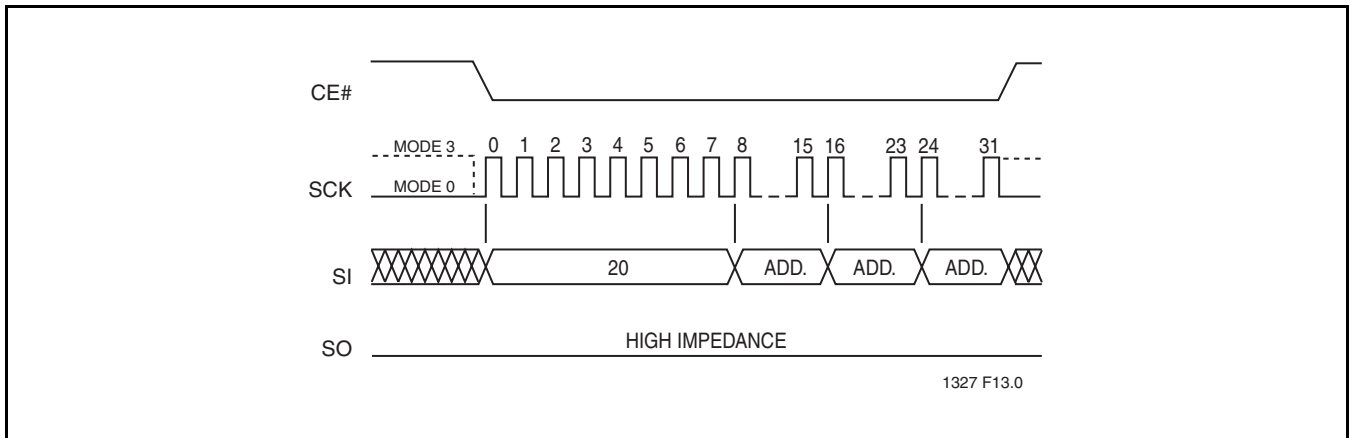 CE#
MODE 3 0 1 2 3 4 5 6 7 8 15 16 23 24 31
SCK MODE 0
SI 20 ADD. ADD. ADD.
SO HIGH IMPEDANCE
1327 F13.0